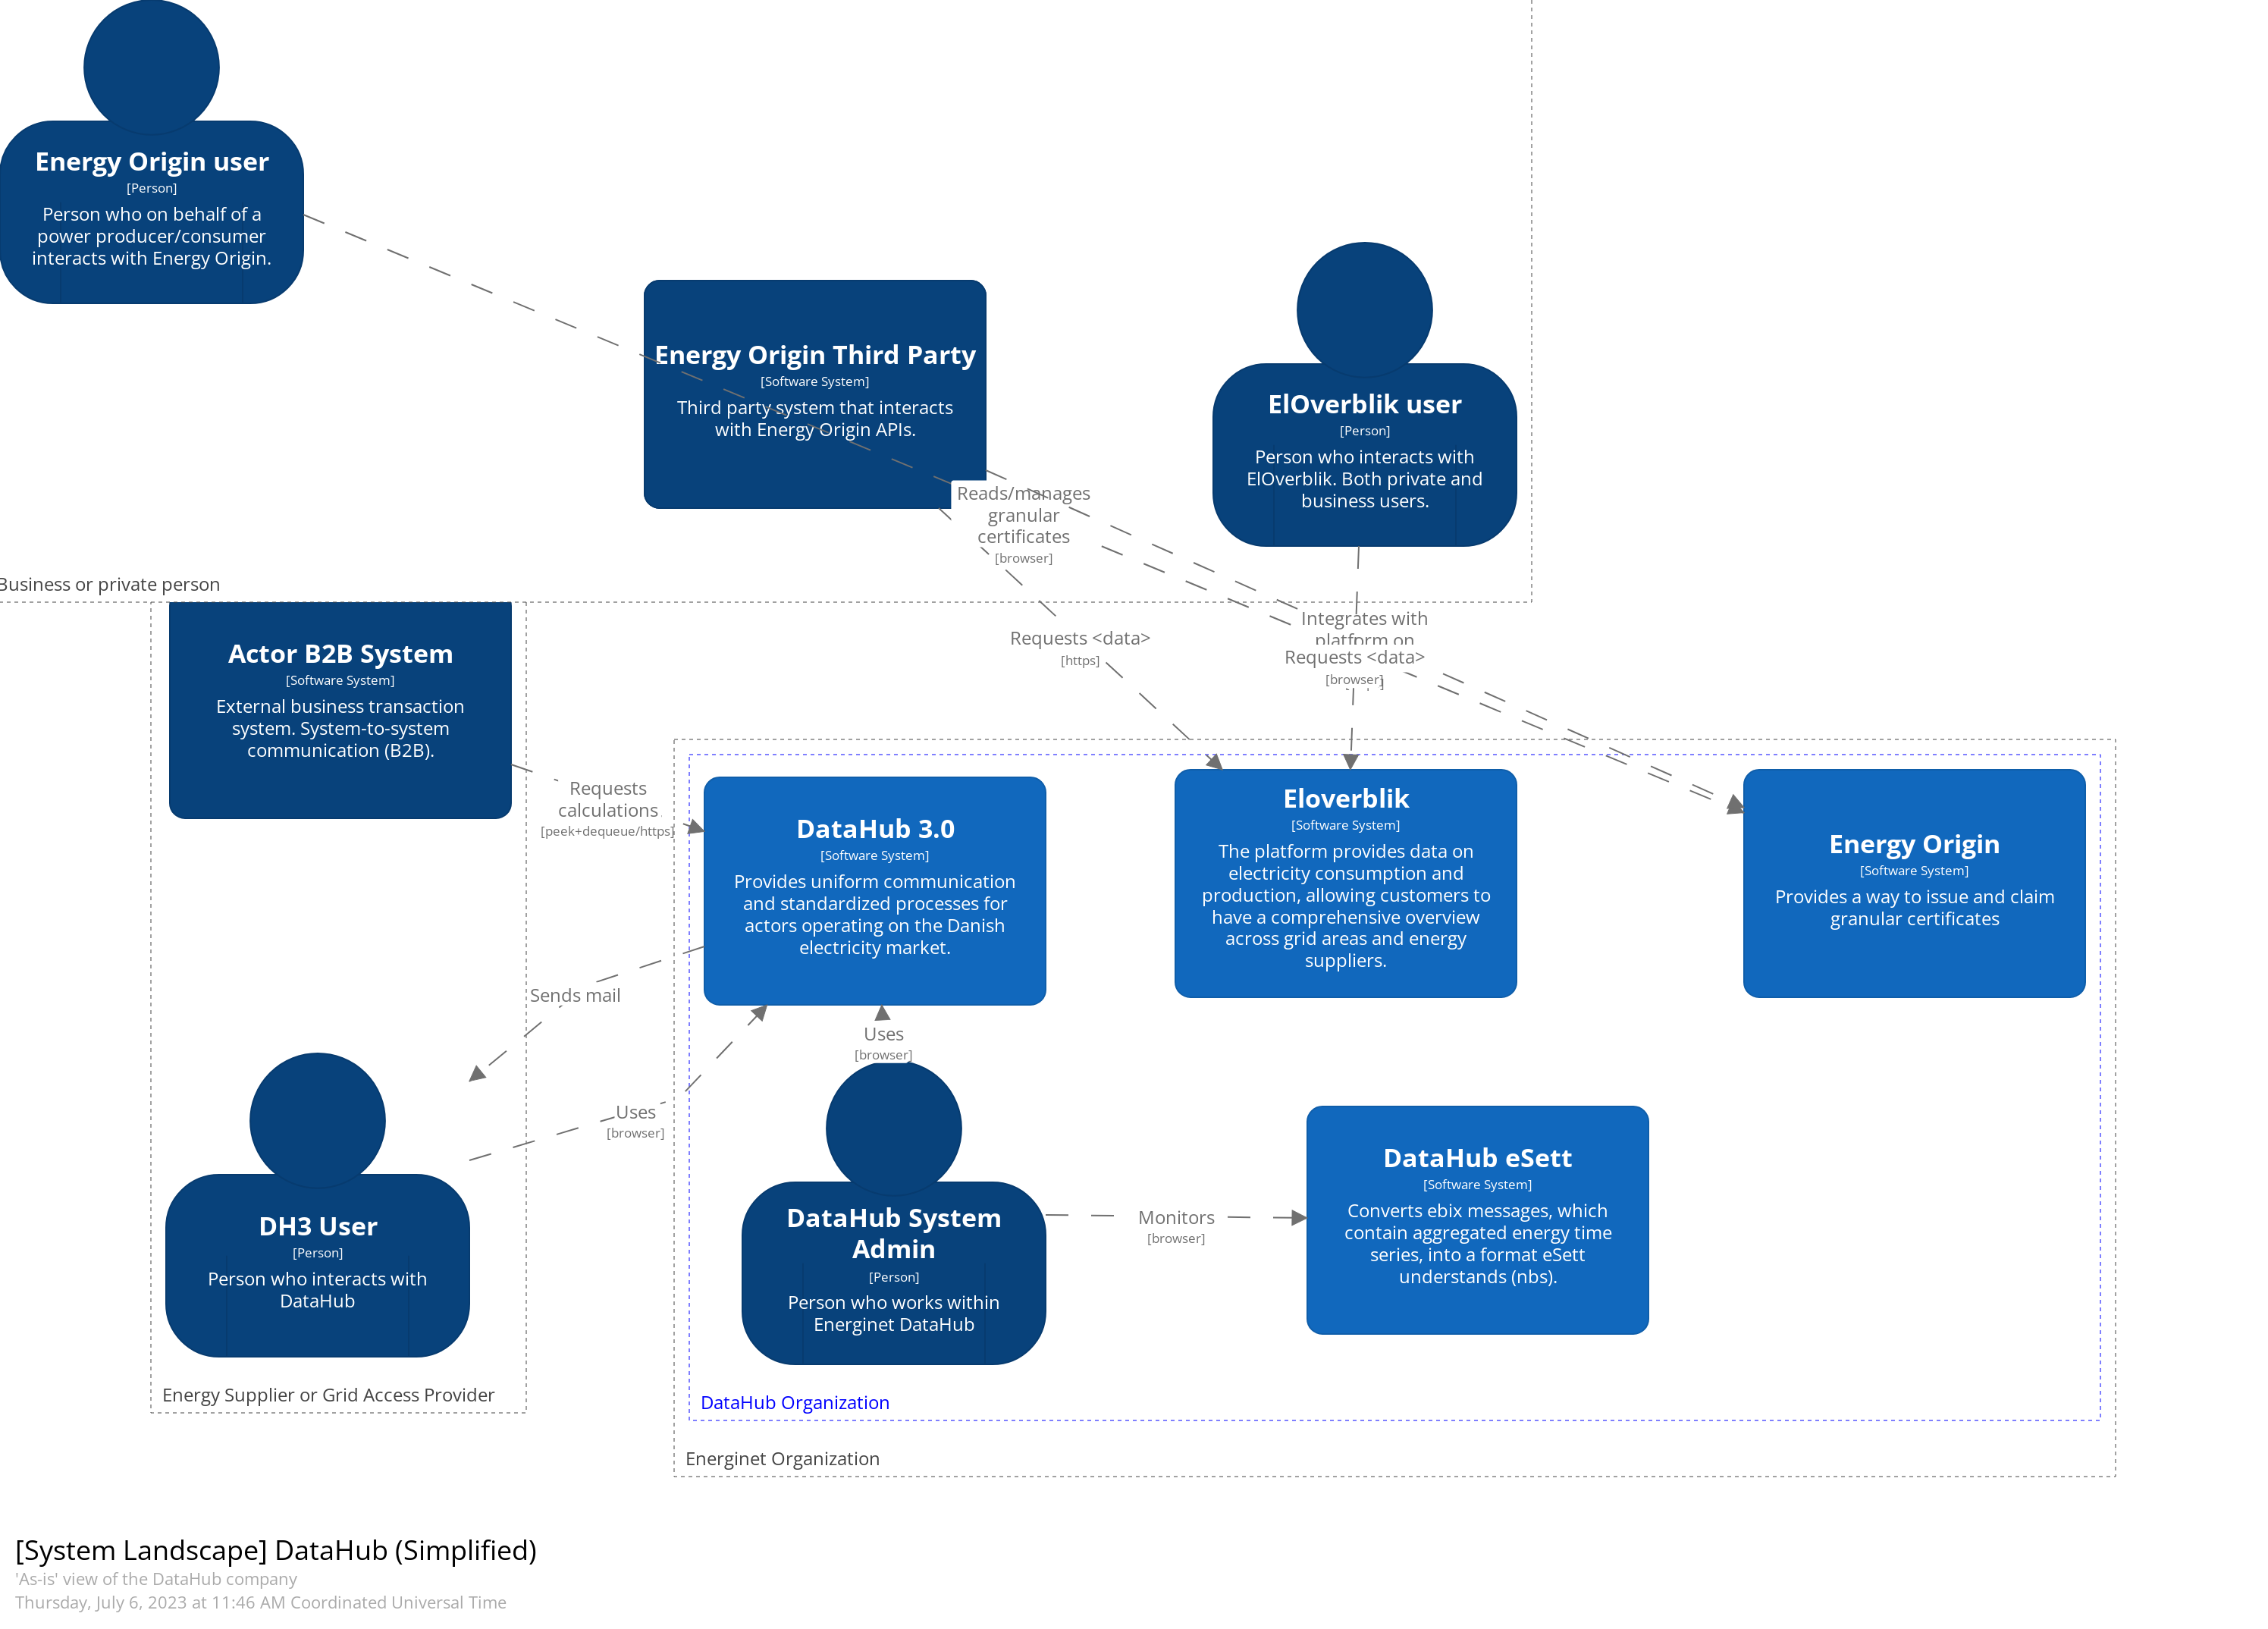 Energy Origin user
[Person]
Person who on behalf of a
power producer/consumer
interacts with Energy Origin.
Energy Origin Third Party
[Software System]
Third party system that interacts
with Energy Origin APIs.
ElOverblik user
[Person]
Person who interacts with
ElOverblik. Both private and
business users.
Reads/manages
granular
certificates
[browser]
Business or private person
Requests <data>
[https]
Integrates with
platform on
Requests <data>
[browser]
Actor B2B System
[Software System]
External business transaction
system. System-to-system
communication (B2B).
Requests
calculations
[peek+dequeue/https]
DataHub 3.0
[Software System]
Provides uniform communication
and standardized processes for
actors operating on the Danish
electricity market.
Eloverblik
[Software System]
The platform provides data on
electricity consumption and
production, allowing customers to
have a comprehensive overview
across grid areas and energy
suppliers.
Energy Origin
[Software System]
Provides a way to issue and claim
granular certificates
Sends mail
Uses
[browser]
Uses
[browser]
DH3 User
[Person]
Person who interacts with
DataHub
Energy Supplier or Grid Access Provider
DataHub System
Admin
[Person]
Person who works within
Energinet DataHub
Monitors
[browser]
DataHub eSett
[Software System]
Converts ebix messages, which
contain aggregated energy time
series, into a format eSett
understands (nbs).
DataHub Organization
Energinet Organization
[System Landscape] DataHub (Simplified)
'As-is' view of the DataHub company
Thursday, July 6, 2023 at 11:46 AM Coordinated Universal Time